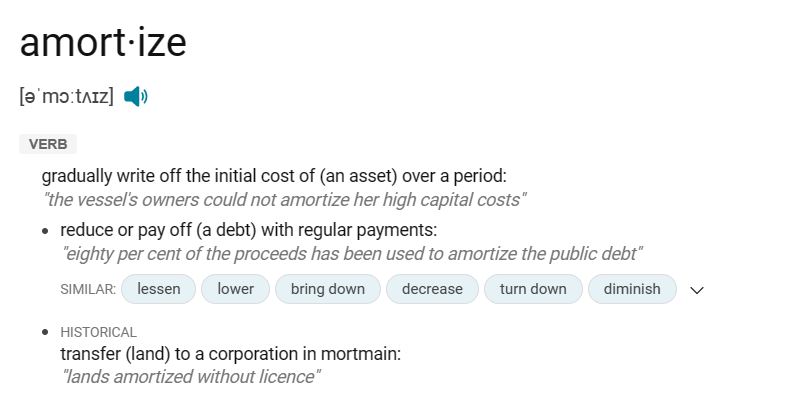 amort·ize
[əˈmɔːtʌɪz]
VERB
gradually write off the initial cost of (an asset) over a period:
"the vessel's owners could not amortize her high capital costs"
• reduce or pay off (a debt) with regular payments:
"eighty per cent of the proceeds has been used to amortize the public debt"
SIMILAR: lessen lower bring down decrease turn down diminish
• HISTORICAL
transfer (land) to a corporation in mortmain:
"lands amortized without licence"